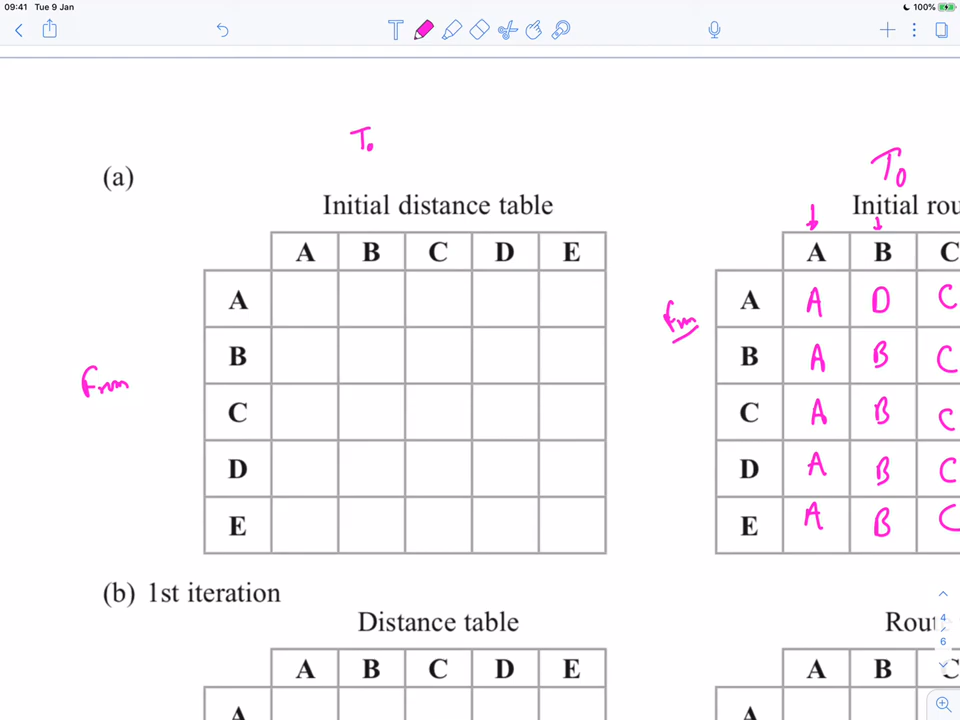 09:41 Tue 9 Jan 100%
T
To
To
(a)
Initial distance table
Initial rou
A B C D E
A B C
A
B
C
D
E
From
Frm
A A D C
B A B C
C A B C
D A B C
E A B C
(b) 1st iteration
Distance table
Rout
4
6
A B C D E
A B C
A
A